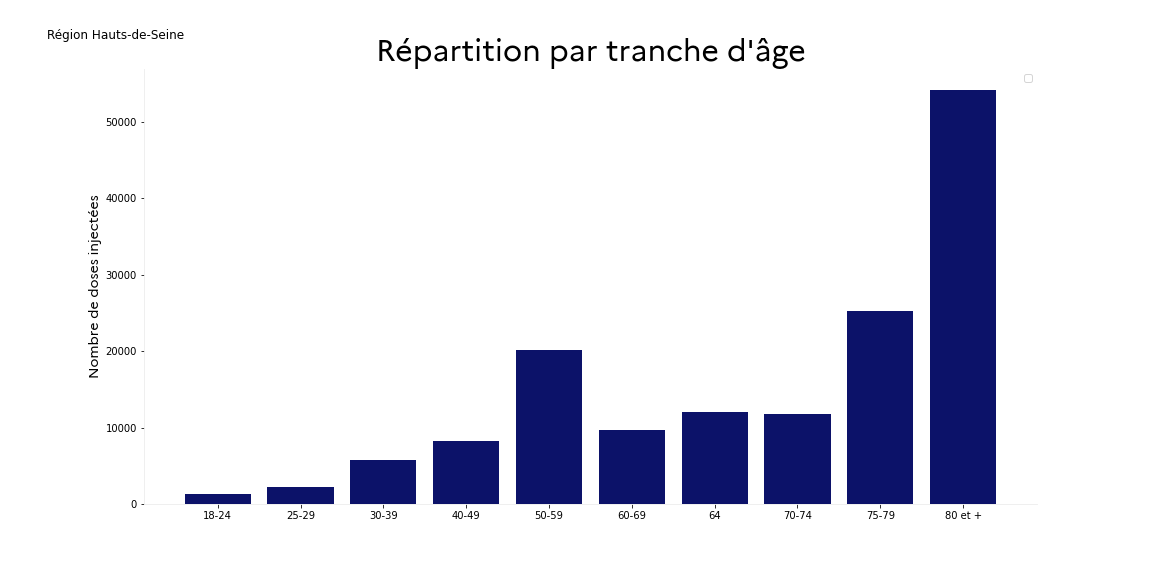 Région Hauts-de-Seine
Répartition par tranche d'âge
Nombre de doses injectées
50000
40000
30000
20000
10000
0
18-24 25-29 30-39 40-49 50-59 60-69 64 70-74 75-79 80 et +